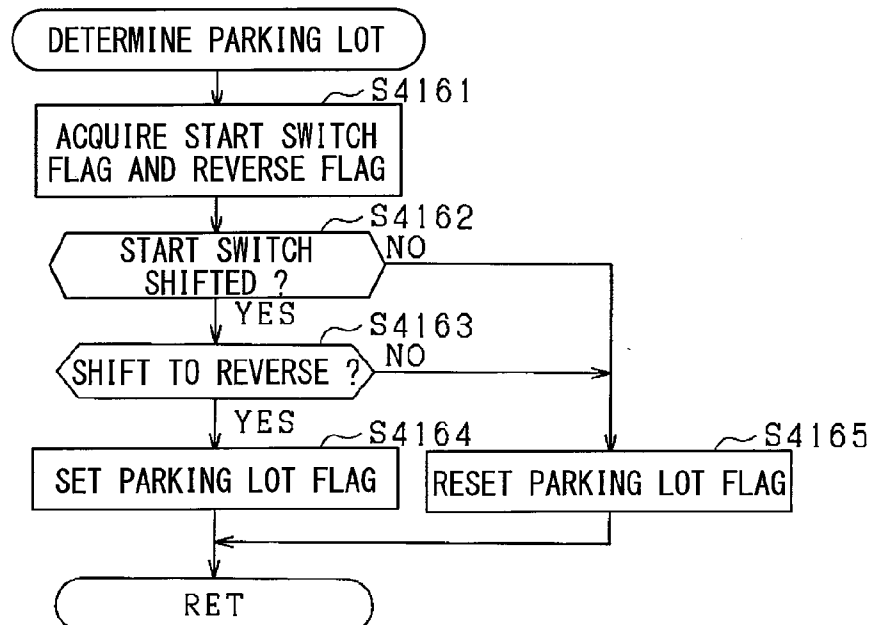 DETERMINE PARKING LOT
S4161
ACQUIRE START SWITCH
FLAG AND REVERSE FLAG
S4162
START SWITCH
SHIFTED ?
NO
YES
S4163
SHIFT TO REVERSE ?
NO
YES
S4164
SET PARKING LOT FLAG
S4165
RESET PARKING LOT FLAG
RET